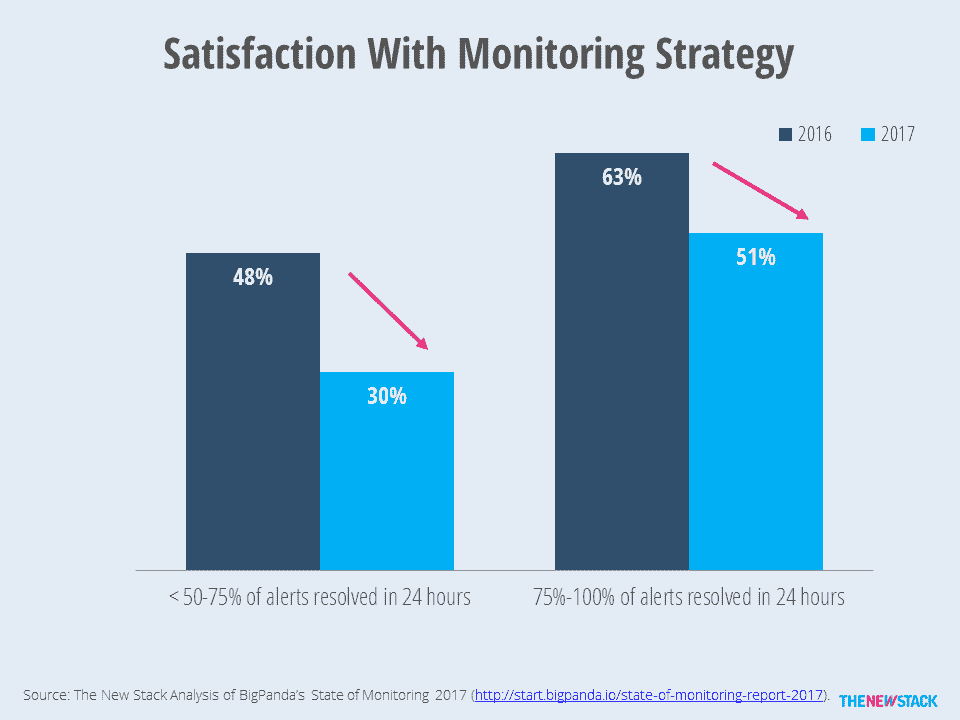 Satisfaction With Monitoring Strategy
2016 2017
63%
48%
51%
30%
< 50-75% of alerts resolved in 24 hours 75%-100% of alerts resolved in 24 hours
Source: The New Stack Analysis of BigPanda's State of Monitoring 2017 (http://start.bigpanda.io/state-of-monitoring-report-2017).
THENEWSTACK